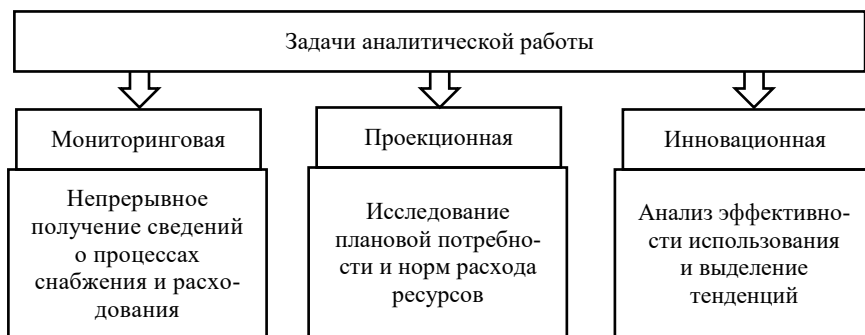 Задачи аналитической работы
Мониторинговая
Непрерывное
получение сведений
о процессах
снабжения и расхо-
дования
Проекционная
Исследование
плановой потребно-
сти и норм расхода
ресурсов
Инновационная
Анализ эффективно-
сти использования
и выделение
тенденций